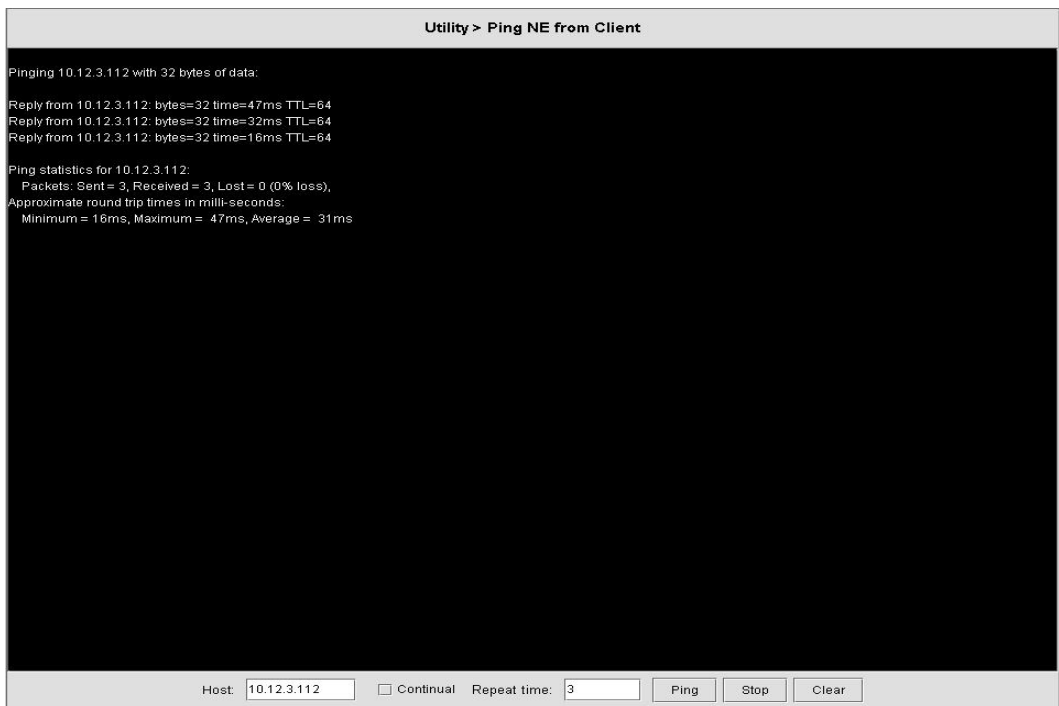 Utility > Ping NE from Client
Pinging 10.12.3.112 with 32 bytes of data:
Reply from 10.12.3.112: bytes=32 time=47ms TTL=64
Reply from 10.12.3.112: bytes=32 time=32ms TTL=64
Reply from 10.12.3.112: bytes=32 time=16ms TTL=64
Ping statistics for 10.12.3.112:
Packets: Sent = 3, Received = 3, Lost = 0 (0% loss),
Approximate round trip times in milli-seconds:
Minimum = 16ms, Maximum =  47ms, Average =  31ms
Host: 10.12.3.112 Continual Repeat time: 3 Ping Stop Clear